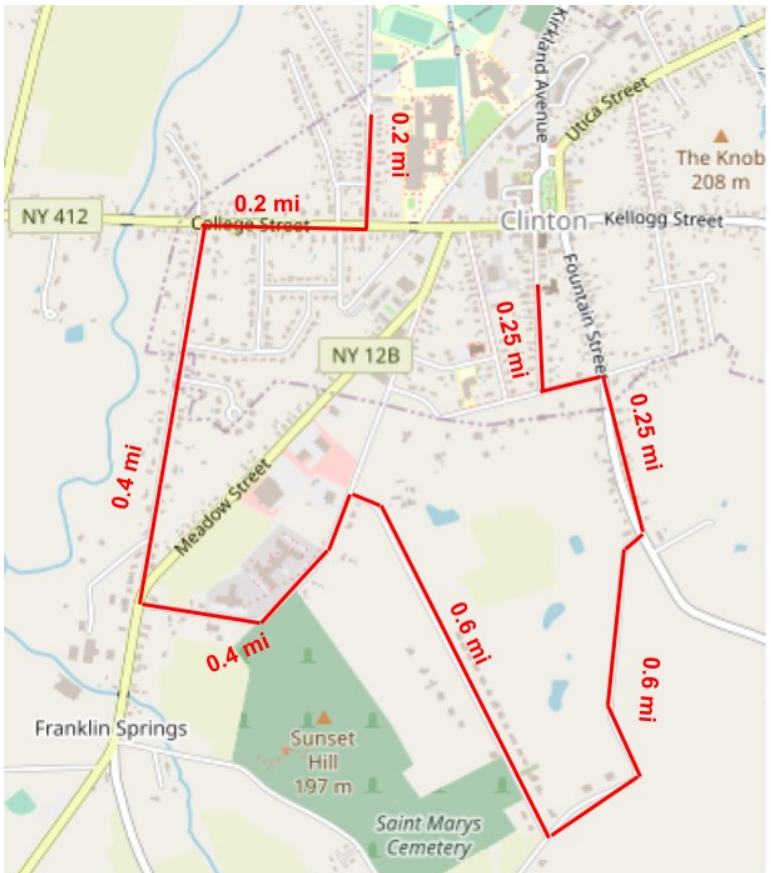 Kirkland Avenue
Utica Street
0.2 mi
The Knob
208 m
0.2 mi
NY 412
College Street
Clinton
Kellogg Street
Fountain Street
0.25 mi
NY 12B
0.25 mi
0.4 mi
Meadow Street
0.6 mi
0.4 mi
0.6 mi
Franklin Springs
Sunset
Hill
197 m
Saint Marys
Cemetery